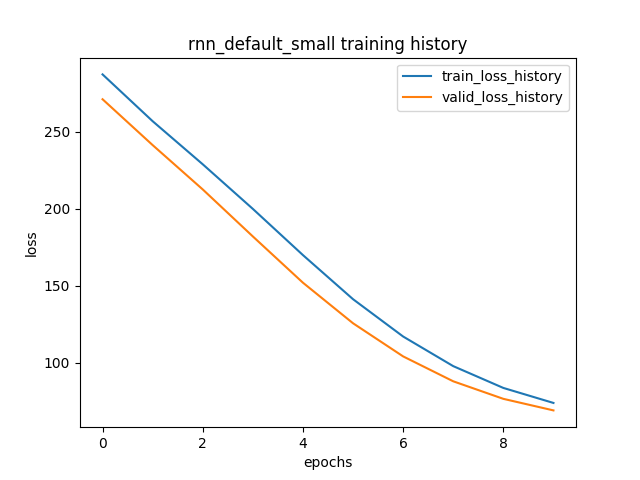 rnn_default_small training history
train_loss_history
valid_loss_history
250
200
150
100
loss
0 2 4 6 8
epochs